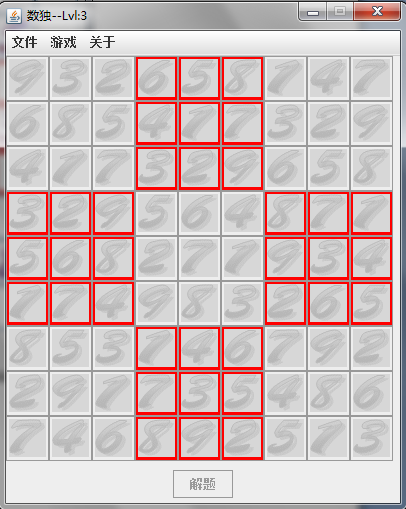 数独--Lvl:3
文件 游戏 关于
9 3 2 6 5 8 1 4 7
6 8 5 4 1 7 3 2 9
4 1 7 3 2 9 6 5 8
3 2 9 5 6 4 8 7 1
5 6 8 2 7 1 9 3 4
1 7 4 9 8 3 2 6 5
8 5 3 1 4 6 7 9 2
2 9 1 7 3 5 4 8 6
7 4 6 8 9 2 5 1 3
解题